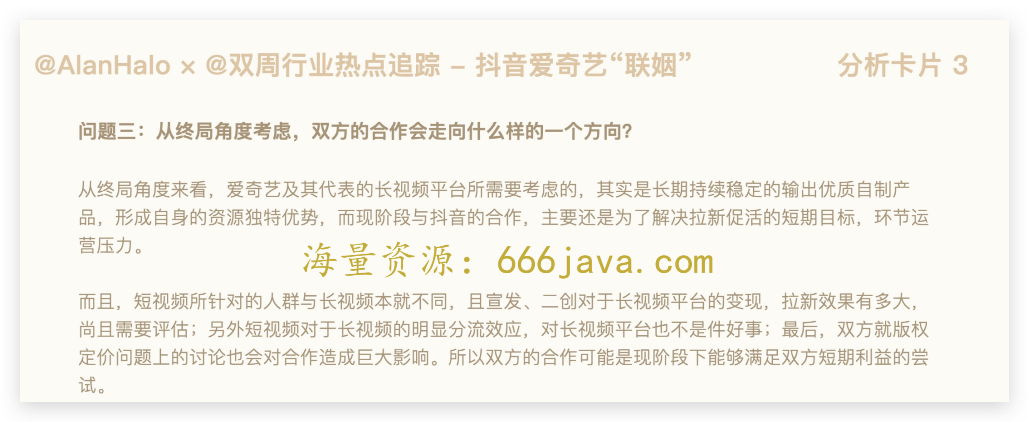 @AlanHalo × @双周行业热点追踪 – 抖音爱奇艺“联姻”
分析卡片 3
问题三：从终局角度考虑，双方的合作会走向什么样的一个方向？
从终局角度来看，爱奇艺及其代表的长视频平台所需要考虑的，其实是长期持续稳定的输出优质自制产
品，形成自身的资源独特优势，而现阶段与抖音的合作，主要还是为了解决拉新促活的短期目标，环节运
营压力。
海量资源：666java.com
而且，短视频所针对的人群与长视频本就不同，且宣发、二创对于长视频平台的变现，拉新效果有多大，
尚且需要评估；另外短视频对于长视频的明显分流效应，对长视频平台也不是件好事；最后，双方就版权
定价问题上的讨论也会对合作造成巨大影响。所以双方的合作可能是现阶段下能够满足双方短期利益的尝
试。